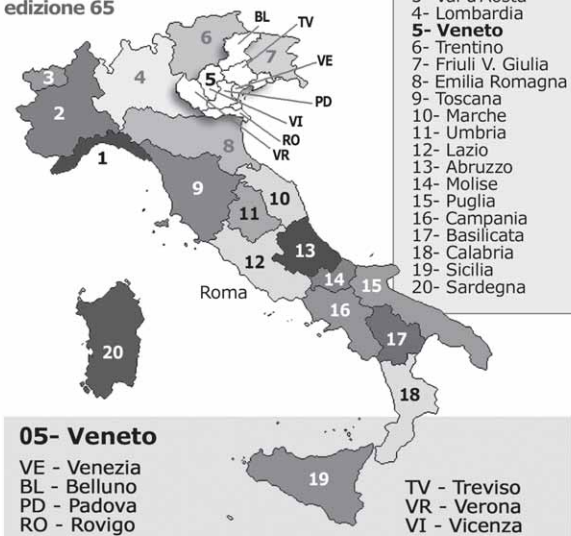 edizione 65
BL
TV
VE
PD
VI
RO
VR
1
2
3
4
5
6
7
8
9
10
11
12
13
14
15
16
17
18
19
20
Roma
4- Lombardia
5- Veneto
6- Trentino
7- Friuli V. Giulia
8- Emilia Romagna
9- Toscana
10- Marche
11- Umbria
12- Lazio
13- Abruzzo
14- Molise
15- Puglia
16- Campania
17- Basilicata
18- Calabria
19- Sicilia
20- Sardegna
05- Veneto
VE - Venezia
BL - Belluno
PD - Padova
RO - Rovigo
TV - Treviso
VR - Verona
VI - Vicenza